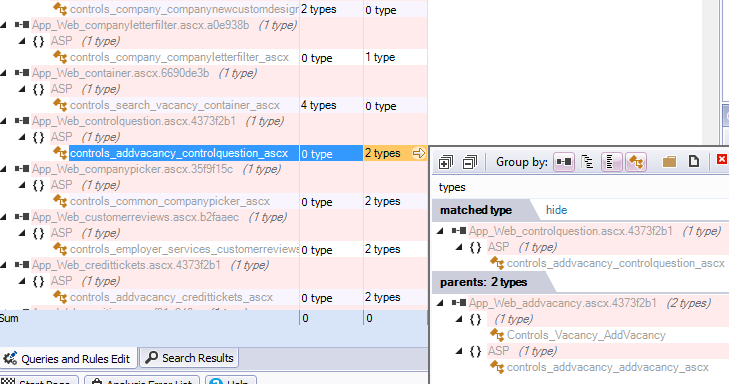 controls_company_companynewcustomdesign 2 types 0 type
App_Web_companyletterfilter.ascx.a0e938b (1 type)
{} ASP (1 type)
controls_company_companyletterfilter_ascx 0 type 1 type
App_Web_container.ascx.6690de3b (1 type)
{} ASP (1 type)
controls_search_vacancy_container_ascx 4 types 0 type
App_Web_controlquestion.ascx.4373f2b1 (1 type)
{} ASP (1 type)
controls_addvacancy_controlquestion_ascx 0 type 2 types
App_Web_companypicker.ascx.35f9f15c (1 type)
{} ASP (1 type)
controls_common_companypicker_ascx 0 type 2 types
App_Web_customerreviews.ascx.b2faaec (1 type)
{} ASP (1 type)
controls_employer_services_customerreviews 0 type 2 types
App_Web_credittickets.ascx.4373f2b1 (1 type)
{} ASP (1 type)
controls_addvacancy_credittickets_ascx 0 type 2 types
Sum 0 0
Queries and Rules Edit Search Results
Start Page Analysis Error List Help
Group by:
types
matched type hide
App_Web_controlquestion.ascx.4373f2b1 (1 type)
{} ASP (1 type)
controls_addvacancy_controlquestion_ascx
parents: 2 types
App_Web_addvacancy.ascx.4373f2b1 (2 types)
{} (1 type)
Controls_Vacancy_AddVacancy
{} ASP (1 type)
controls_addvacancy_addvacancy_ascx